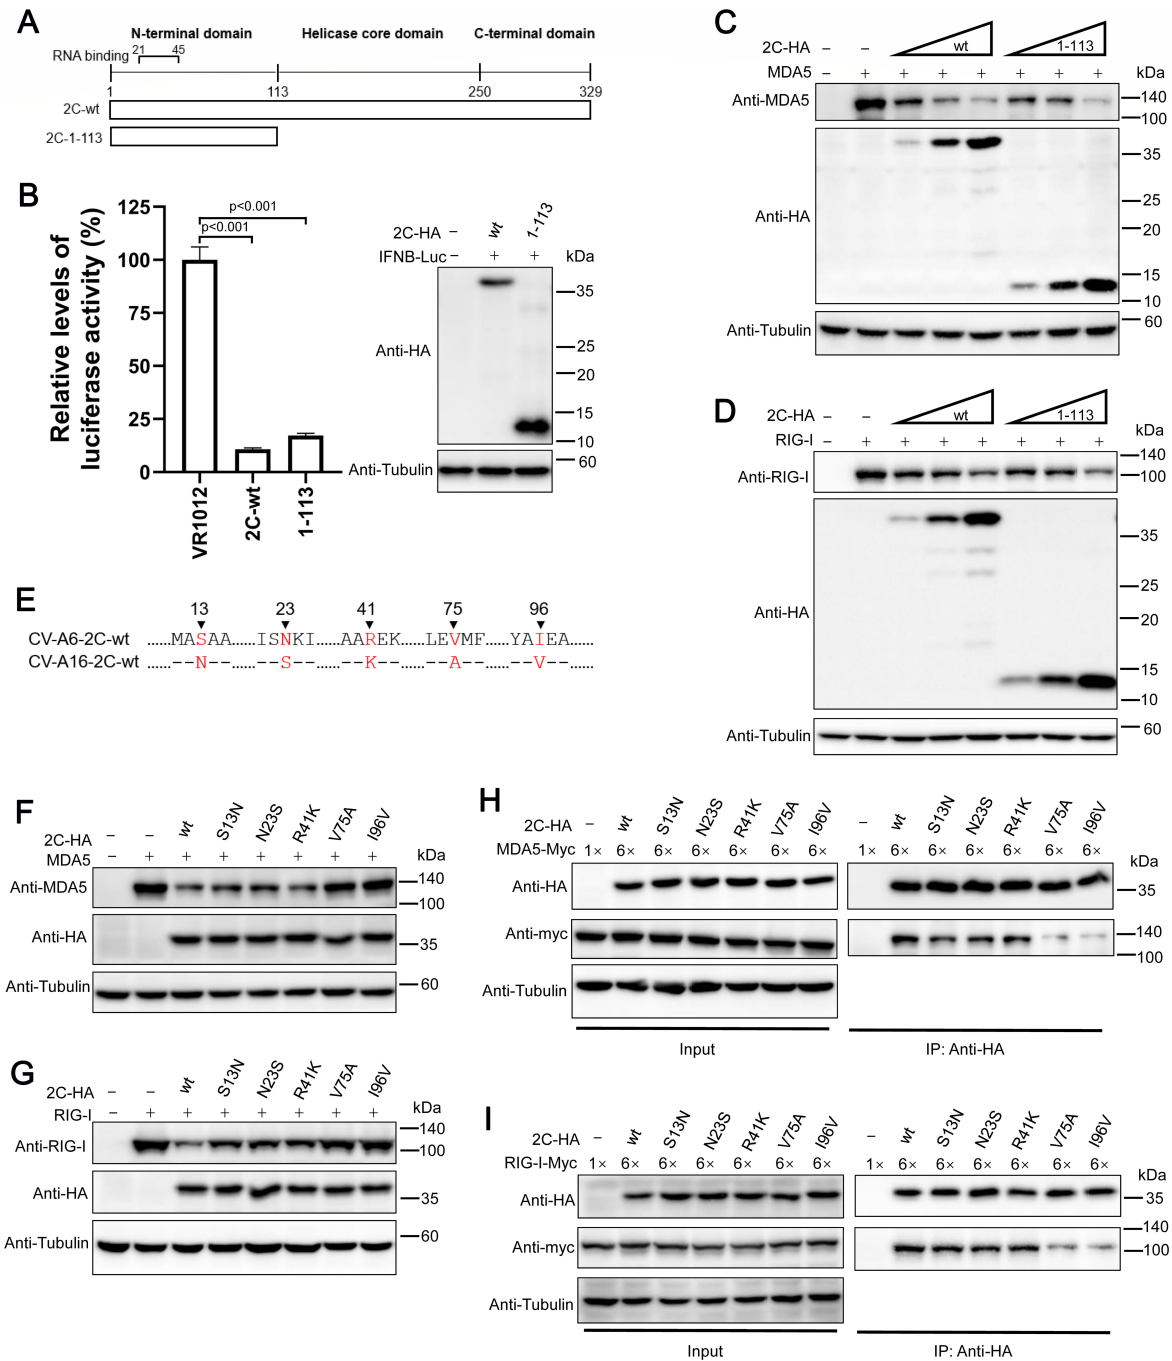 A
N-terminal domain Helicase core domain C-terminal domain
RNA binding 21 45
1 113 250 329
2C-wt
2C-1-113
B
Relative levels of
luciferase activity (%)
125
100
75
50
25
0
p<0.001
p<0.001
VR1012 2C-wt 1-113
2C-HA – wt 1-113
IFNB-Luc – + + kDa
Anti-HA
35
25
20
15
10
Anti-Tubulin 60
C
2C-HA – – wt 1-113
MDA5 – + + + + + + + kDa
Anti-MDA5 140
100
Anti-HA
35
25
20
15
10
Anti-Tubulin 60
D
2C-HA – – wt 1-113
RIG-I – + + + + + + + kDa
Anti-RIG-I 140
100
Anti-HA
35
25
20
15
10
Anti-Tubulin 60
E
13 23 41 75 96
CV-A6-2C-wt ......MASAA......ISNKI......AAREK......LEVMF......YAIEA......
CV-A16-2C-wt ......--N--......--S--......--K--......--A--......--V--......
F
2C-HA – – wt S13N N23S R41K V75A I96V
MDA5 – + + + + + + + kDa
Anti-MDA5 140
100
Anti-HA 35
Anti-Tubulin 60
G
2C-HA – – wt S13N N23S R41K V75A I96V
RIG-I – + + + + + + + kDa
Anti-RIG-I 140
100
Anti-HA 35
Anti-Tubulin 60
H
2C-HA – wt S13N N23S R41K V75A I96V – wt S13N N23S R41K V75A I96V
MDA5-Myc 1× 6× 6× 6× 6× 6× 6× 1× 6× 6× 6× 6× 6× 6× kDa
Anti-HA 35
Anti-myc 140
100
Anti-Tubulin
Input IP: Anti-HA
I
2C-HA – wt S13N N23S R41K V75A I96V – wt S13N N23S R41K V75A I96V
RIG-I-Myc 1× 6× 6× 6× 6× 6× 6× 1× 6× 6× 6× 6× 6× 6× kDa
Anti-HA 35
Anti-myc 140
100
Anti-Tubulin
Input IP: Anti-HA